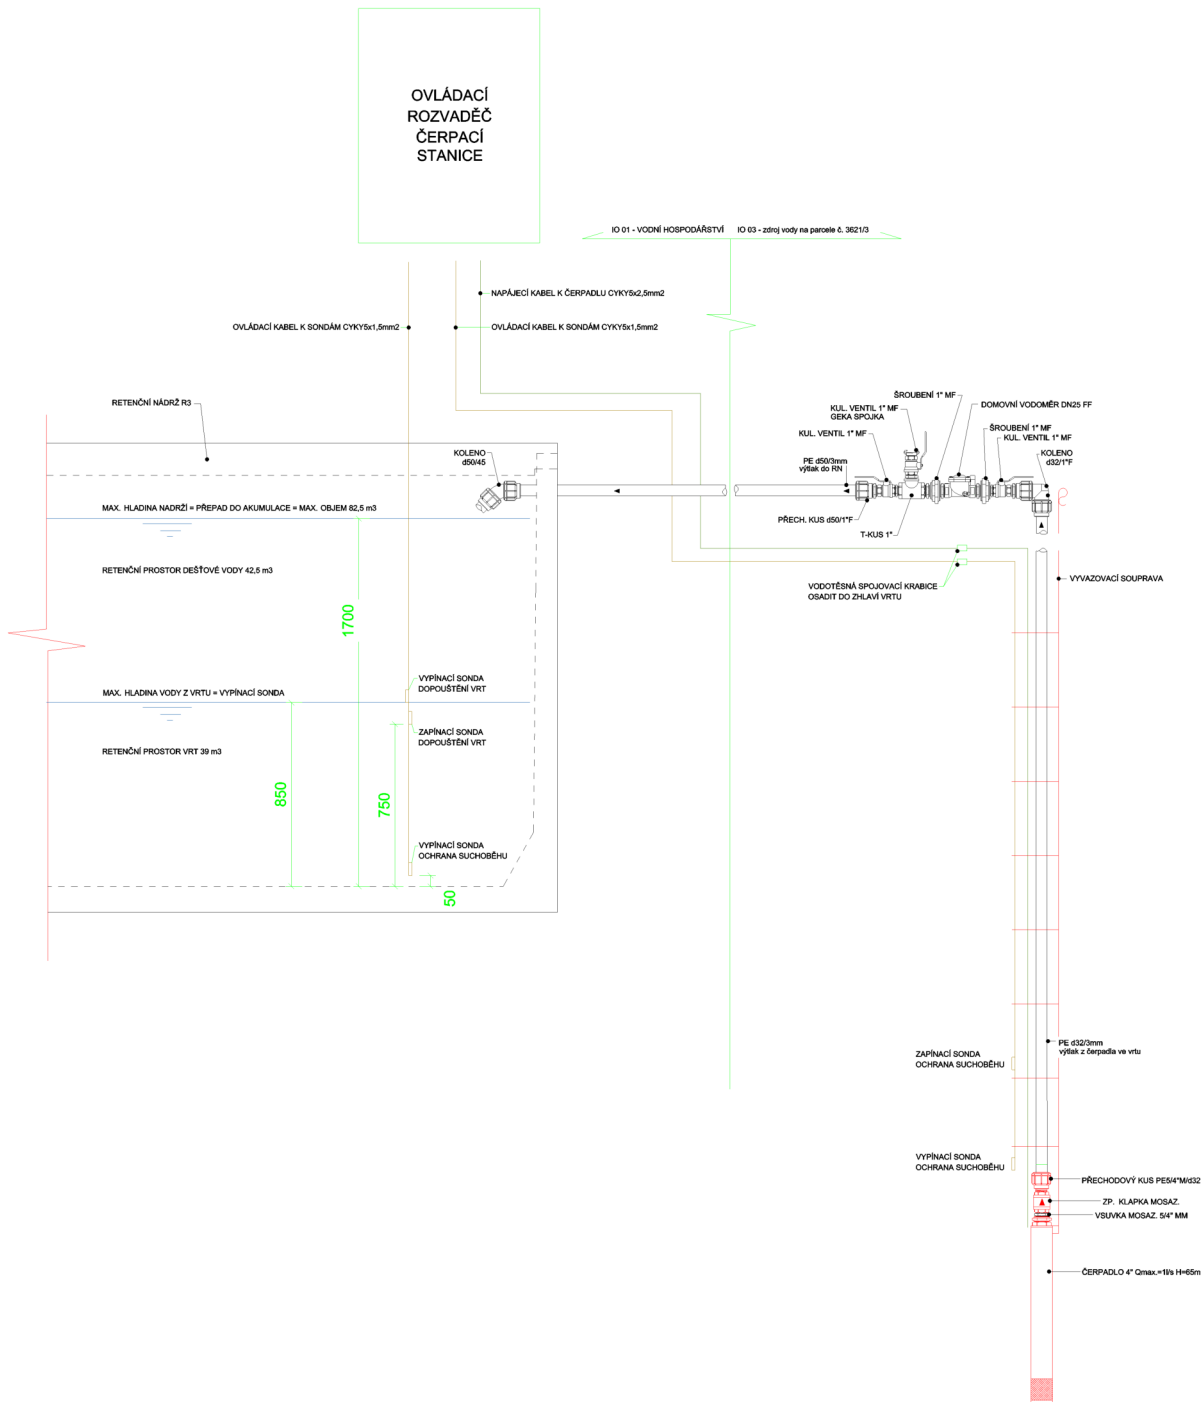 OVLÁDACÍ
ROZVADĚČ
ČERPACÍ
STANICE
IO 01 - VODNÍ HOSPODÁŘSTVÍ
IO 03 - zdroj vody na parcele č. 3621/3
NAPÁJECÍ KABEL K ČERPADLU CYKY5x2,5mm2
OVLÁDACÍ KABEL K SONDÁM CYKY5x1,5mm2
OVLÁDACÍ KABEL K SONDÁM CYKY5x1,5mm2
RETENČNÍ NÁDRŽ R3
ŠROUBENÍ 1" MF
KUL. VENTIL 1" MF
GEKA SPOJKA
DOMOVNÍ VODOMĚR DN25 FF
KUL. VENTIL 1" MF
ŠROUBENÍ 1" MF
KUL. VENTIL 1" MF
KOLENO
d50/45
PE d50/3mm
výtlak do RN
KOLENO
d32/1"F
MAX. HLADINA NADRŽÍ = PŘEPAD DO AKUMULACE = MAX. OBJEM 82,5 m3
PŘECH. KUS d50/1"F
T-KUS 1"
RETENČNÍ PROSTOR DEŠŤOVÉ VODY 42,5 m3
VODOTĚSNÁ SPOJOVACÍ KRABICE
OSADIT DO ZHLAVÍ VRTU
VYVAZOVACÍ SOUPRAVA
1700
VYPÍNACÍ SONDA
DOPOUŠTĚNÍ VRT
MAX. HLADINA VODY Z VRTU = VYPÍNACÍ SONDA
ZAPÍNACÍ SONDA
DOPOUŠTĚNÍ VRT
RETENČNÍ PROSTOR VRT 39 m3
850
750
VYPÍNACÍ SONDA
OCHRANA SUCHOBĚHU
50
PE d32/3mm
výtlak z čerpadla ve vrtu
ZAPÍNACÍ SONDA
OCHRANA SUCHOBĚHU
VYPÍNACÍ SONDA
OCHRANA SUCHOBĚHU
PŘECHODOVÝ KUS PE5/4"M/d32
ZP. KLAPKA MOSAZ.
VSUVKA MOSAZ. 5/4" MM
ČERPADLO 4" Qmax.=1l/s H=65m